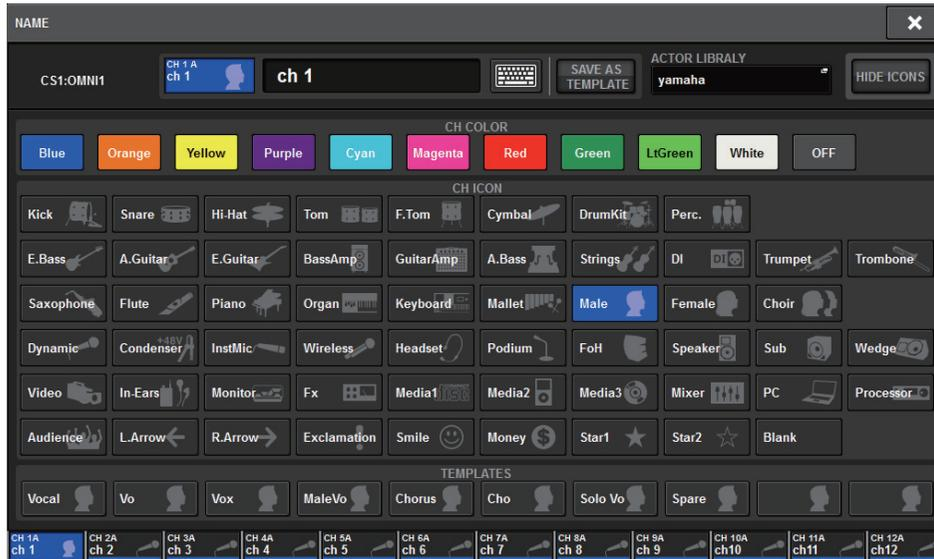 NAME
CS1:OMNI1
CH 1 A
ch 1
ch 1
SAVE AS
TEMPLATE
ACTOR LIBRALY
yamaha
HIDE ICONS
CH COLOR
Blue Orange Yellow Purple Cyan Magenta Red Green LtGreen White OFF
CH ICON
Kick Snare Hi-Hat Tom F.Tom Cymbal DrumKit Perc.
E.Bass A.Guitar E.Guitar BassAmp GuitarAmp A.Bass Strings DI DI Trumpet Trombone
Saxophone Flute Piano Organ Keyboard Mallet Male Female Choir
+48V
Dynamic Condenser InstMic Wireless Headset Podium FoH Speaker Sub Wedge
Video In-Ears Monitor Fx Media1 Media2 Media3 Mixer PC Processor
Audience L.Arrow R.Arrow Exclamation Smile Money $ Star1 Star2 Blank
TEMPLATES
Vocal Vo Vox MaleVo Chorus Cho Solo Vo Spare
CH 1A CH 2A CH 3A CH 4A CH 5A CH 6A CH 7A CH 8A CH 9A CH 10A CH 11A CH 12A
ch 1 ch 2 ch 3 ch 4 ch 5 ch 6 ch 7 ch 8 ch 9 ch10 ch11 ch12